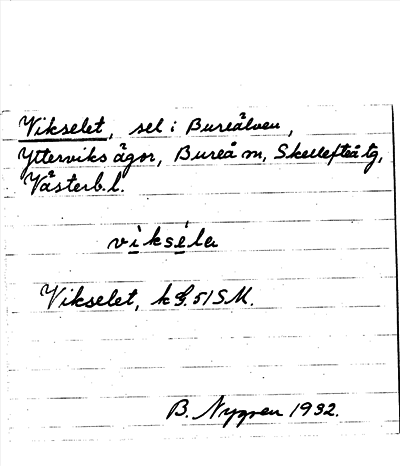 Vikselet, sel i Bureälven,
Ytterviks ägor, Bureå sn, Skellefteå tg,
Västerb. l.
viksela
Vikselet, k 51 SM.
B. Nygren 1932.